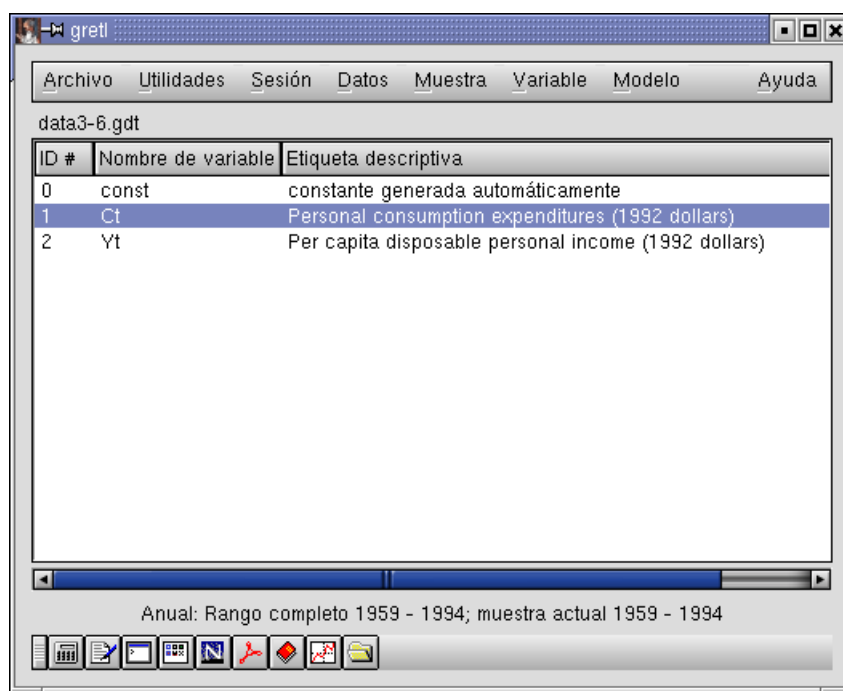 gretl
Archivo Utilidades Sesión Datos Muestra Variable Modelo Ayuda
data3-6.gdt
ID # Nombre de variable Etiqueta descriptiva
0 const constante generada automáticamente
1 Ct Personal consumption expenditures (1992 dollars)
2 Yt Per capita disposable personal income (1992 dollars)
Anual: Rango completo 1959 - 1994; muestra actual 1959 - 1994